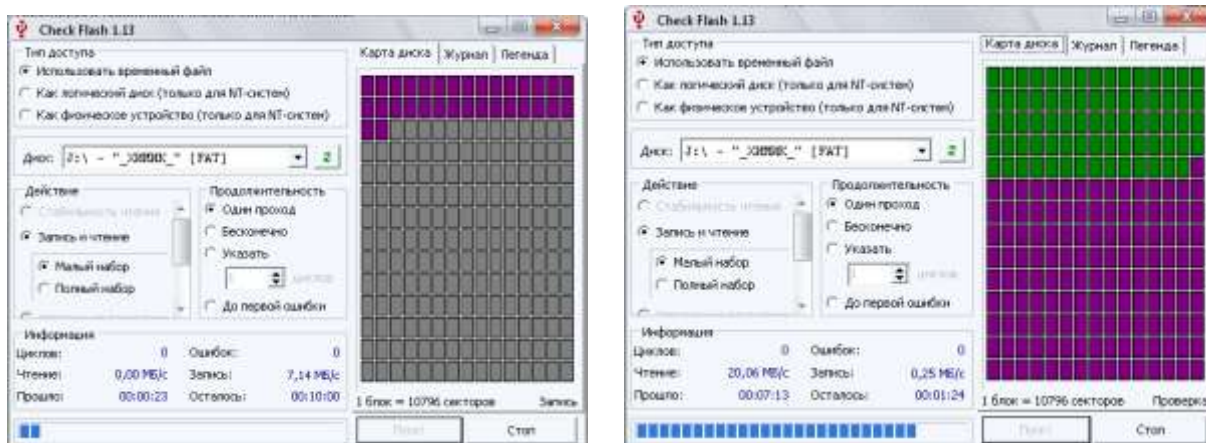 Check Flash 1.13
Тип доступа
Использовать временный файл
Как логический диск (только для NT-систем)
Как физическое устройство (только для NT-систем)
Диск: J:\ - [FAT]
Действие
Стабильность чтения
Запись и чтение
Малый набор
Полный набор
Продолжительность
Один проход
Бесконечно
Указать
циклов
До первой ошибки
Информация
Циклов: 0 Ошибок: 0
Чтение: 0,00 МБ/с Запись: 7,14 МБ/с
Прошло: 00:00:23 Осталось: 00:10:00
Карта диска Журнал Легенда
1 блок = 10796 секторов Запись
Пуск! Стоп
Check Flash 1.13
Тип доступа
Использовать временный файл
Как логический диск (только для NT-систем)
Как физическое устройство (только для NT-систем)
Диск: J:\ - [FAT]
Действие
Стабильность чтения
Запись и чтение
Малый набор
Полный набор
Продолжительность
Один проход
Бесконечно
Указать
циклов
До первой ошибки
Информация
Циклов: 0 Ошибок: 0
Чтение: 20,06 МБ/с Запись: 0,25 МБ/с
Прошло: 00:07:13 Осталось: 00:01:24
Карта диска Журнал Легенда
1 блок = 10796 секторов Проверка
Пуск! Стоп